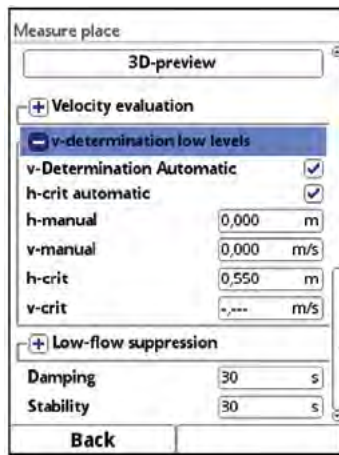 Measure place
3D-preview
Velocity evaluation
v-determination low levels
v-Determination Automatic
h-crit automatic
h-manual 0,000 m
v-manual 0,000 m/s
h-crit 0,550 m
v-crit -,--- m/s
Low-flow suppression
Damping 30 s
Stability 30 s
Back